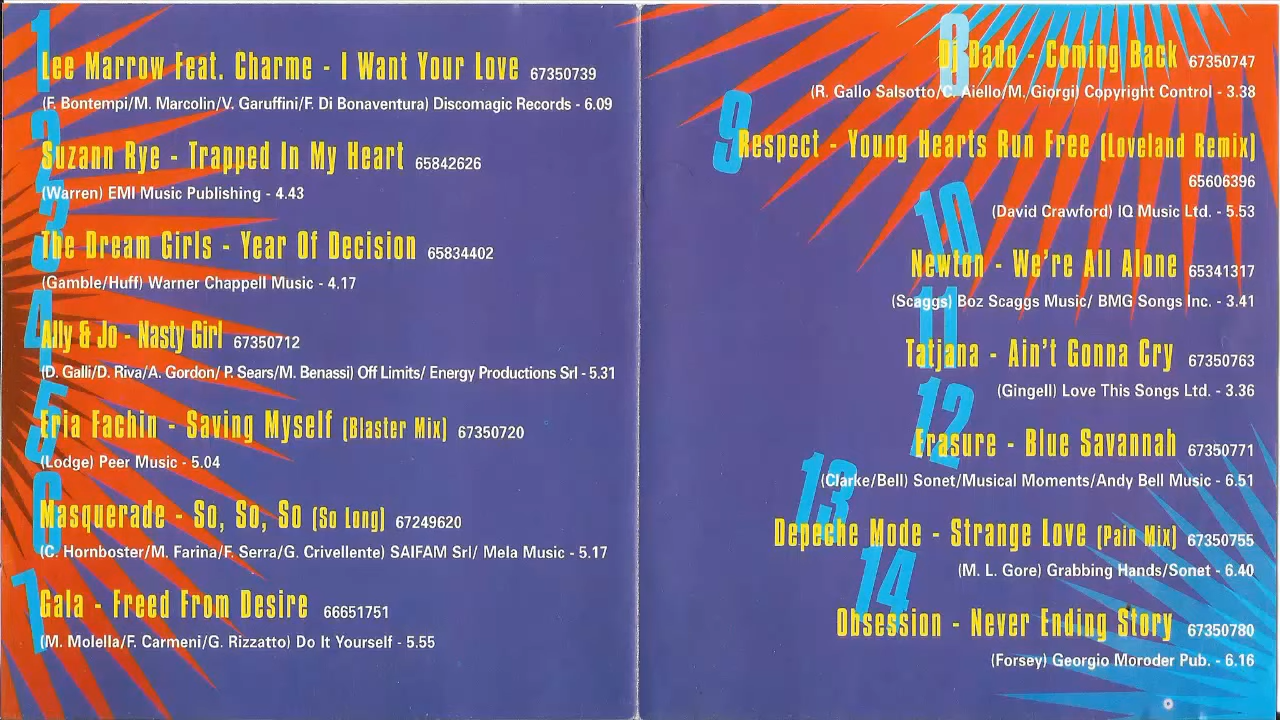 1
Lee Marrow Feat. Charme - I Want Your Love 67350739
(F. Bontempi/M. Marcolin/V. Garuffini/F. Di Bonaventura) Discomagic Records - 6.09
2
Suzann Rye - Trapped In My Heart 65842626
(Warren) EMI Music Publishing - 4.43
3
The Dream Girls - Year Of Decision 65834402
(Gamble/Huff) Warner Chappell Music - 4.17
4
Ally & Jo - Nasty Girl 67350712
(D. Galli/D. Riva/A. Gordon/ P. Sears/M. Benassi) Off Limits/ Energy Productions Srl - 5.31
5
Eria Fachin - Saving Myself (Blaster Mix) 67350720
(Lodge) Peer Music - 5.04
6
Masquerade - So, So, So (So Long) 67249620
(C. Hornboster/M. Farina/F. Serra/G. Crivellente) SAIFAM Srl/ Mela Music - 5.17
7
Gala - Freed From Desire 66651751
(M. Molella/F. Carmeni/G. Rizzatto) Do It Yourself - 5.55
8
Dj Dado - Coming Back 67350747
(R. Gallo Salsotto/C. Aiello/M. Giorgi) Copyright Control - 3.38
9
Respect - Young Hearts Run Free (Loveland Remix)
65606396
(David Crawford) IQ Music Ltd. - 5.53
10
Newton - We're All Alone 65341317
(Scaggs) Boz Scaggs Music/ BMG Songs Inc. - 3.41
11
Tatjana - Ain't Gonna Cry 67350763
(Gingell) Love This Songs Ltd. - 3.36
12
Erasure - Blue Savannah 67350771
(Clarke/Bell) Sonet/Musical Moments/Andy Bell Music - 6.51
13
Depeche Mode - Strange Love (Pain Mix) 67350755
(M. L. Gore) Grabbing Hands/Sonet - 6.40
14
Obsession - Never Ending Story 67350780
(Forsey) Georgio Moroder Pub. - 6.16